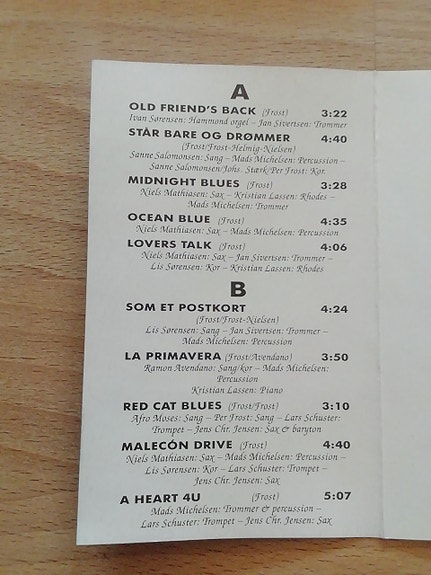 A
OLD FRIEND'S BACK (Frost) 3:22
Ivan Sørensen: Hammond orgel – Jan Sivertsen: Trommer
STÅR BARE OG DRØMMER 4:40
(Frost/Frost-Helmig-Nielsen)
Sanne Salomonsen: Sang – Mads Michelsen: Percussion –
Sanne Salomonsen/Johs. Stærk/Per Frost: Kor.
MIDNIGHT BLUES (Frost) 3:28
Niels Mathiasen: Sax – Kristian Lassen: Rhodes –
Mads Michelsen: Trommer
OCEAN BLUE (Frost) 4:35
Niels Mathiasen: Sax – Mads Michelsen: Percussion
LOVERS TALK (Frost) 4:06
Niels Mathiasen: Sax – Jan Sivertsen: Trommer –
Lis Sørensen: Kor – Kristian Lassen: Rhodes
B
SOM ET POSTKORT 4:24
(Frost/Frost-Nielsen)
Lis Sørensen: Sang – Jan Sivertsen: Trommer –
Mads Michelsen: Percussion
LA PRIMAVERA (Frost/Avendano) 3:50
Ramon Avendano: Sang/kor – Mads Michelsen:
Percussion
Kristian Lassen: Piano
RED CAT BLUES (Frost/Frost) 3:10
Afro Moses: Sang – Per Frost: Sang – Lars Schuster:
Trompet – Jens Chr. Jensen: Sax & baryton
MALECÓN DRIVE (Frost) 4:40
Niels Mathiasen: Sax – Mads Michelsen: Percussion –
Lis Sørensen: Kor – Lars Schuster: Trompet –
Jens Chr. Jensen: Sax
A HEART 4U (Frost) 5:07
Mads Michelsen: Trommer & percussion –
Lars Schuster: Trompet – Jens Chr. Jensen: Sax